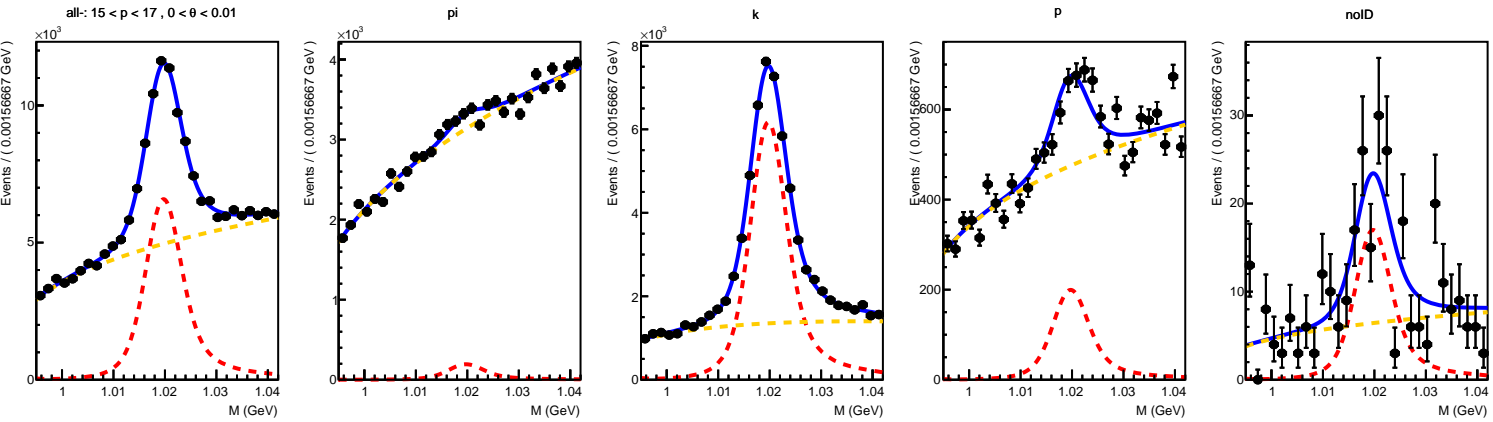 all-: 15 < p < 17 , 0 < θ < 0.01
×10³
Events / ( 0.00156667 GeV )
10
5
0
1 1.01 1.02 1.03 1.04
M (GeV)
pi
×10³
Events / ( 0.00156667 GeV )
4
3
2
1
0
1 1.01 1.02 1.03 1.04
M (GeV)
k
×10³
Events / ( 0.00156667 GeV )
8
6
4
2
0
1 1.01 1.02 1.03 1.04
M (GeV)
p
Events / ( 0.00156667 GeV )
600
400
200
0
1 1.01 1.02 1.03 1.04
M (GeV)
noID
Events / ( 0.00156667 GeV )
30
20
10
0
1 1.01 1.02 1.03 1.04
M (GeV)